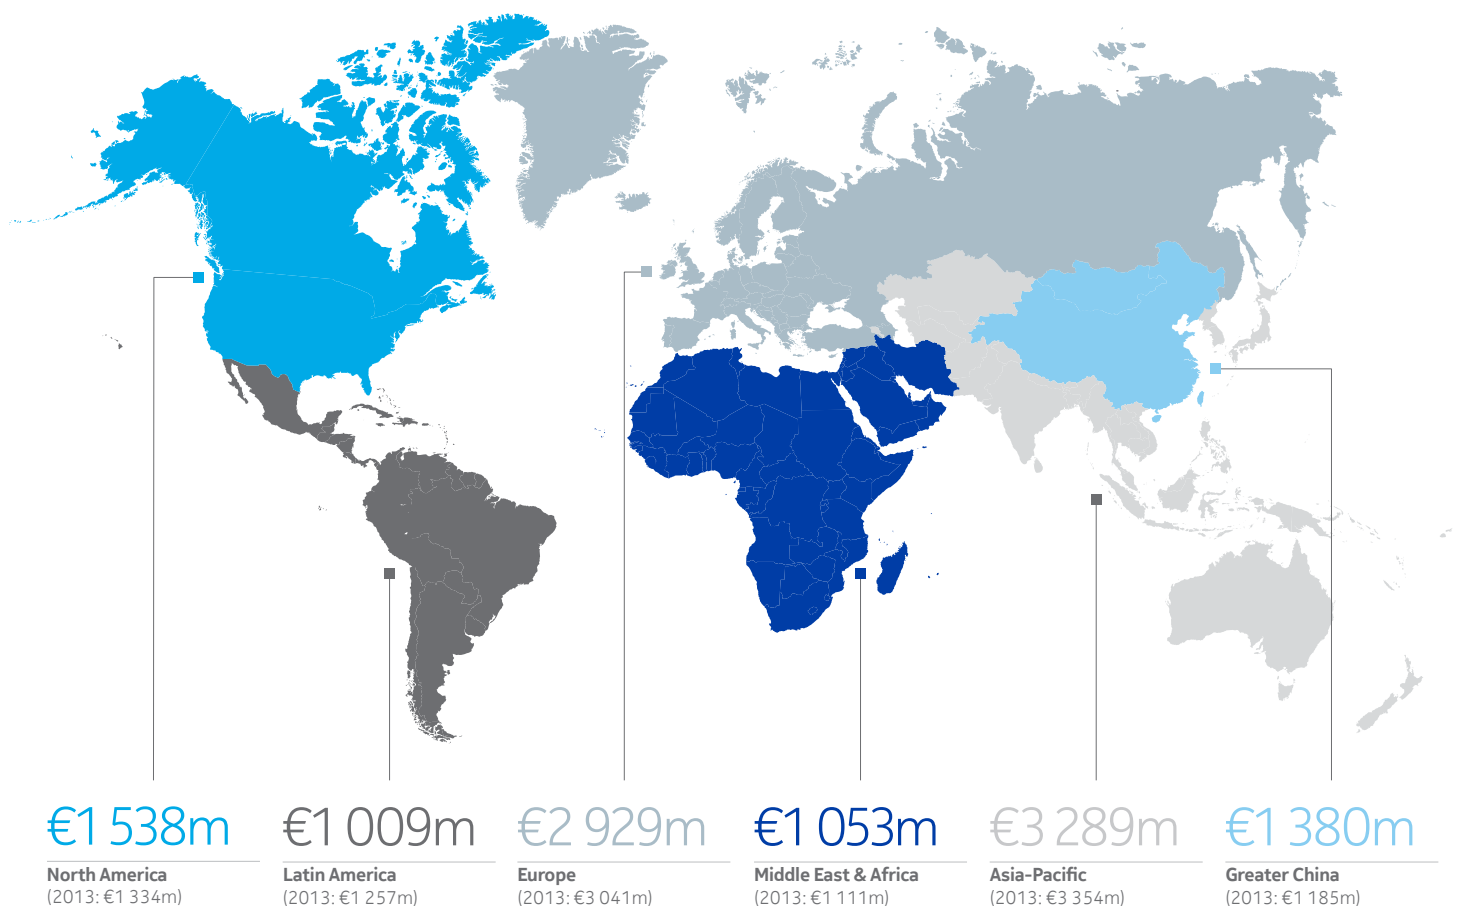 €1 538m
North America
(2013: €1 334m)
€1 009m
Latin America
(2013: €1 257m)
€2 929m
Europe
(2013: €3 041m)
€1 053m
Middle East & Africa
(2013: €1 111m)
€3 289m
Asia-Pacific
(2013: €3 354m)
€1 380m
Greater China
(2013: €1 185m)